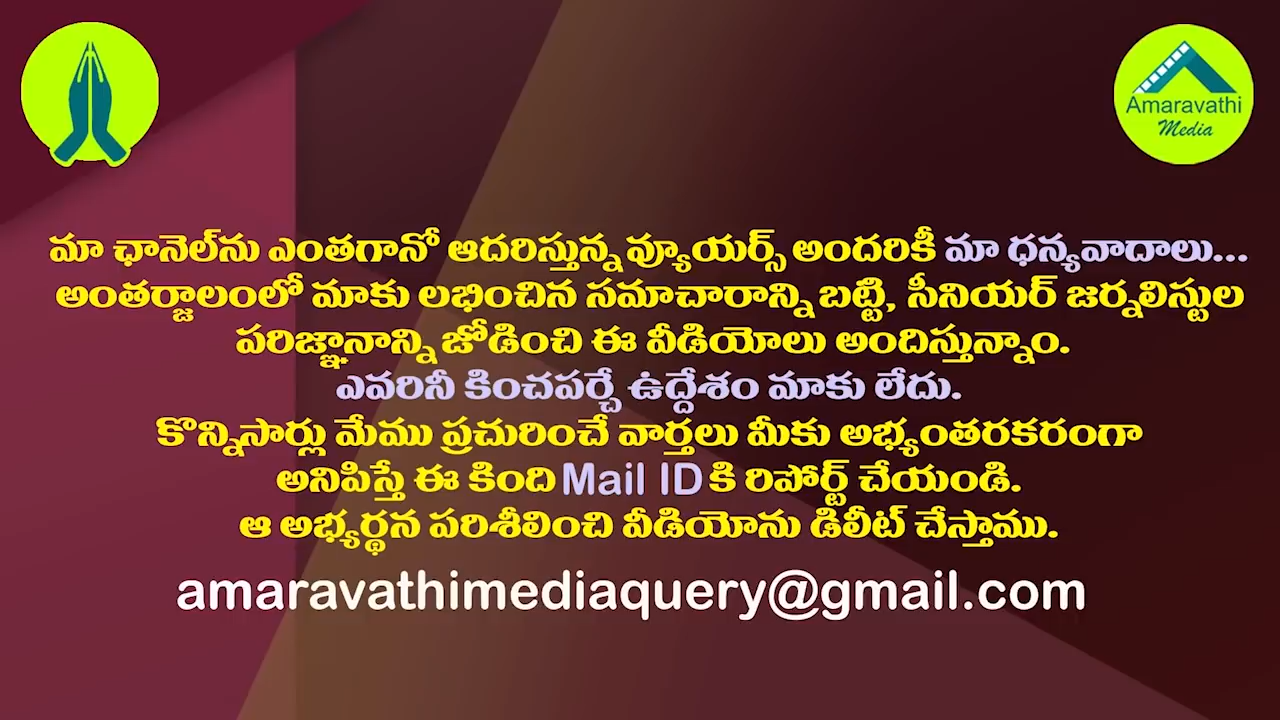 Amaravathi
Media
మా ఛానెల్‌ను ఎంతగానో ఆదరిస్తున్న వ్యూయర్స్ అందరికీ మా ధన్యవాదాలు...
అంతర్జాలంలో మాకు లభించిన సమాచారాన్ని బట్టి, సీనియర్ జర్నలిస్టుల
పరిజ్ఞానాన్ని జోడించి ఈ వీడియోలు అందిస్తున్నాం.
ఎవరినీ కించపర్చే ఉద్దేశం మాకు లేదు.
కొన్నిసార్లు మేము ప్రచురించే వార్తలు మీకు అభ్యంతరకరంగా
అనిపిస్తే ఈ కింది Mail ID కి రిపోర్ట్ చేయండి.
ఆ అభ్యర్థన పరిశీలించి వీడియోను డిలీట్ చేస్తాము.
amaravathimediaquery@gmail.com